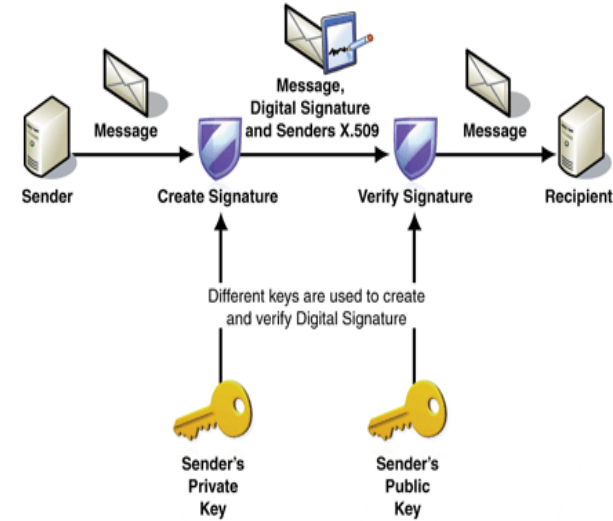 Message
Message,
Digital Signature
and Senders X.509
Message
Sender
Create Signature
Verify Signature
Recipient
Different keys are used to create
and verify Digital Signature
Sender's
Private
Key
Sender's
Public
Key